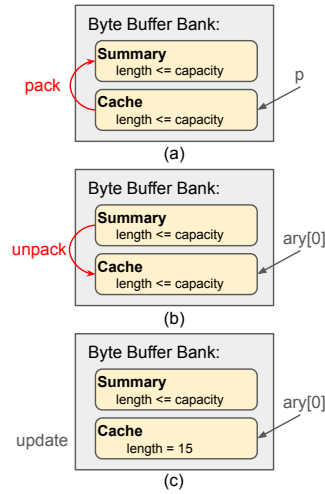 Byte Buffer Bank:
Summary
length <= capacity
pack
p
Cache
length <= capacity
(a)
Byte Buffer Bank:
Summary
length <= capacity
unpack
ary[0]
Cache
length <= capacity
(b)
Byte Buffer Bank:
Summary
length <= capacity
ary[0]
update
Cache
length = 15
(c)